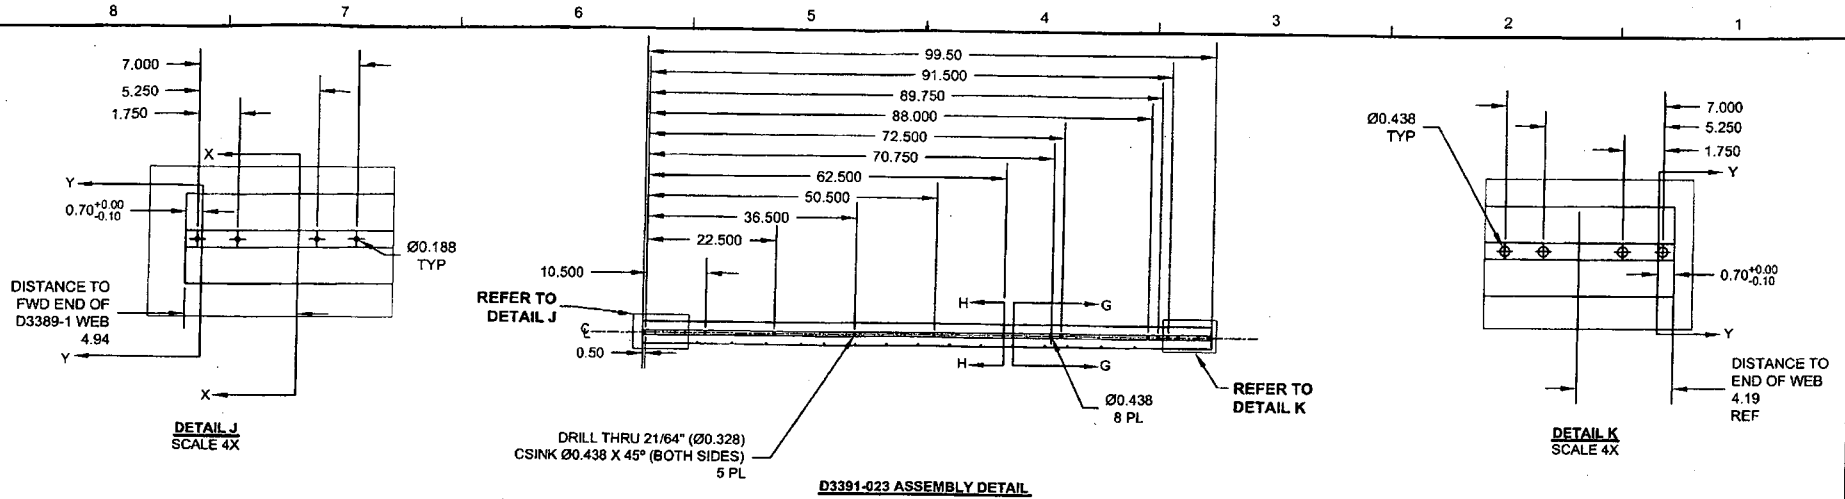 8 7 6 5 4 3 2 1
7.000
5.250
1.750
X
Y
0.70 +0.00 -0.10
Ø0.188
TYP
DISTANCE TO
FWD END OF
D3389-1 WEB
4.94
Y
X
DETAIL J
SCALE 4X
99.50
91.500
89.750
88.000
72.500
70.750
62.500
50.500
36.500
22.500
10.500
REFER TO
DETAIL J
H G
℄
0.50
H G
Ø0.438
8 PL
REFER TO
DETAIL K
DRILL THRU 21/64" (Ø0.328)
CSINK Ø0.438 X 45° (BOTH SIDES)
5 PL
D3391-023 ASSEMBLY DETAIL
Ø0.438
TYP
7.000
5.250
1.750
Y
0.70 +0.00 -0.10
Y
DISTANCE TO
END OF WEB
4.19
REF
DETAIL K
SCALE 4X